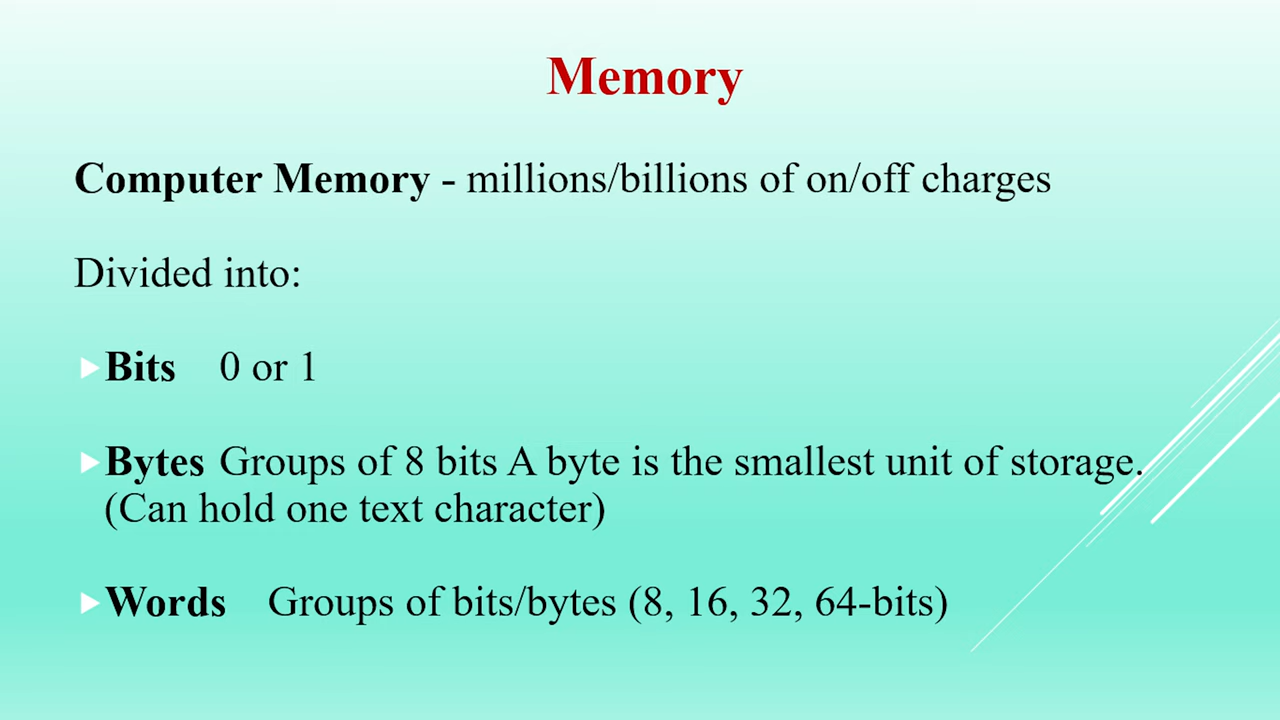 Memory
Computer Memory - millions/billions of on/off charges
Divided into:
Bits 0 or 1
Bytes Groups of 8 bits A byte is the smallest unit of storage.
(Can hold one text character)
Words Groups of bits/bytes (8, 16, 32, 64-bits)